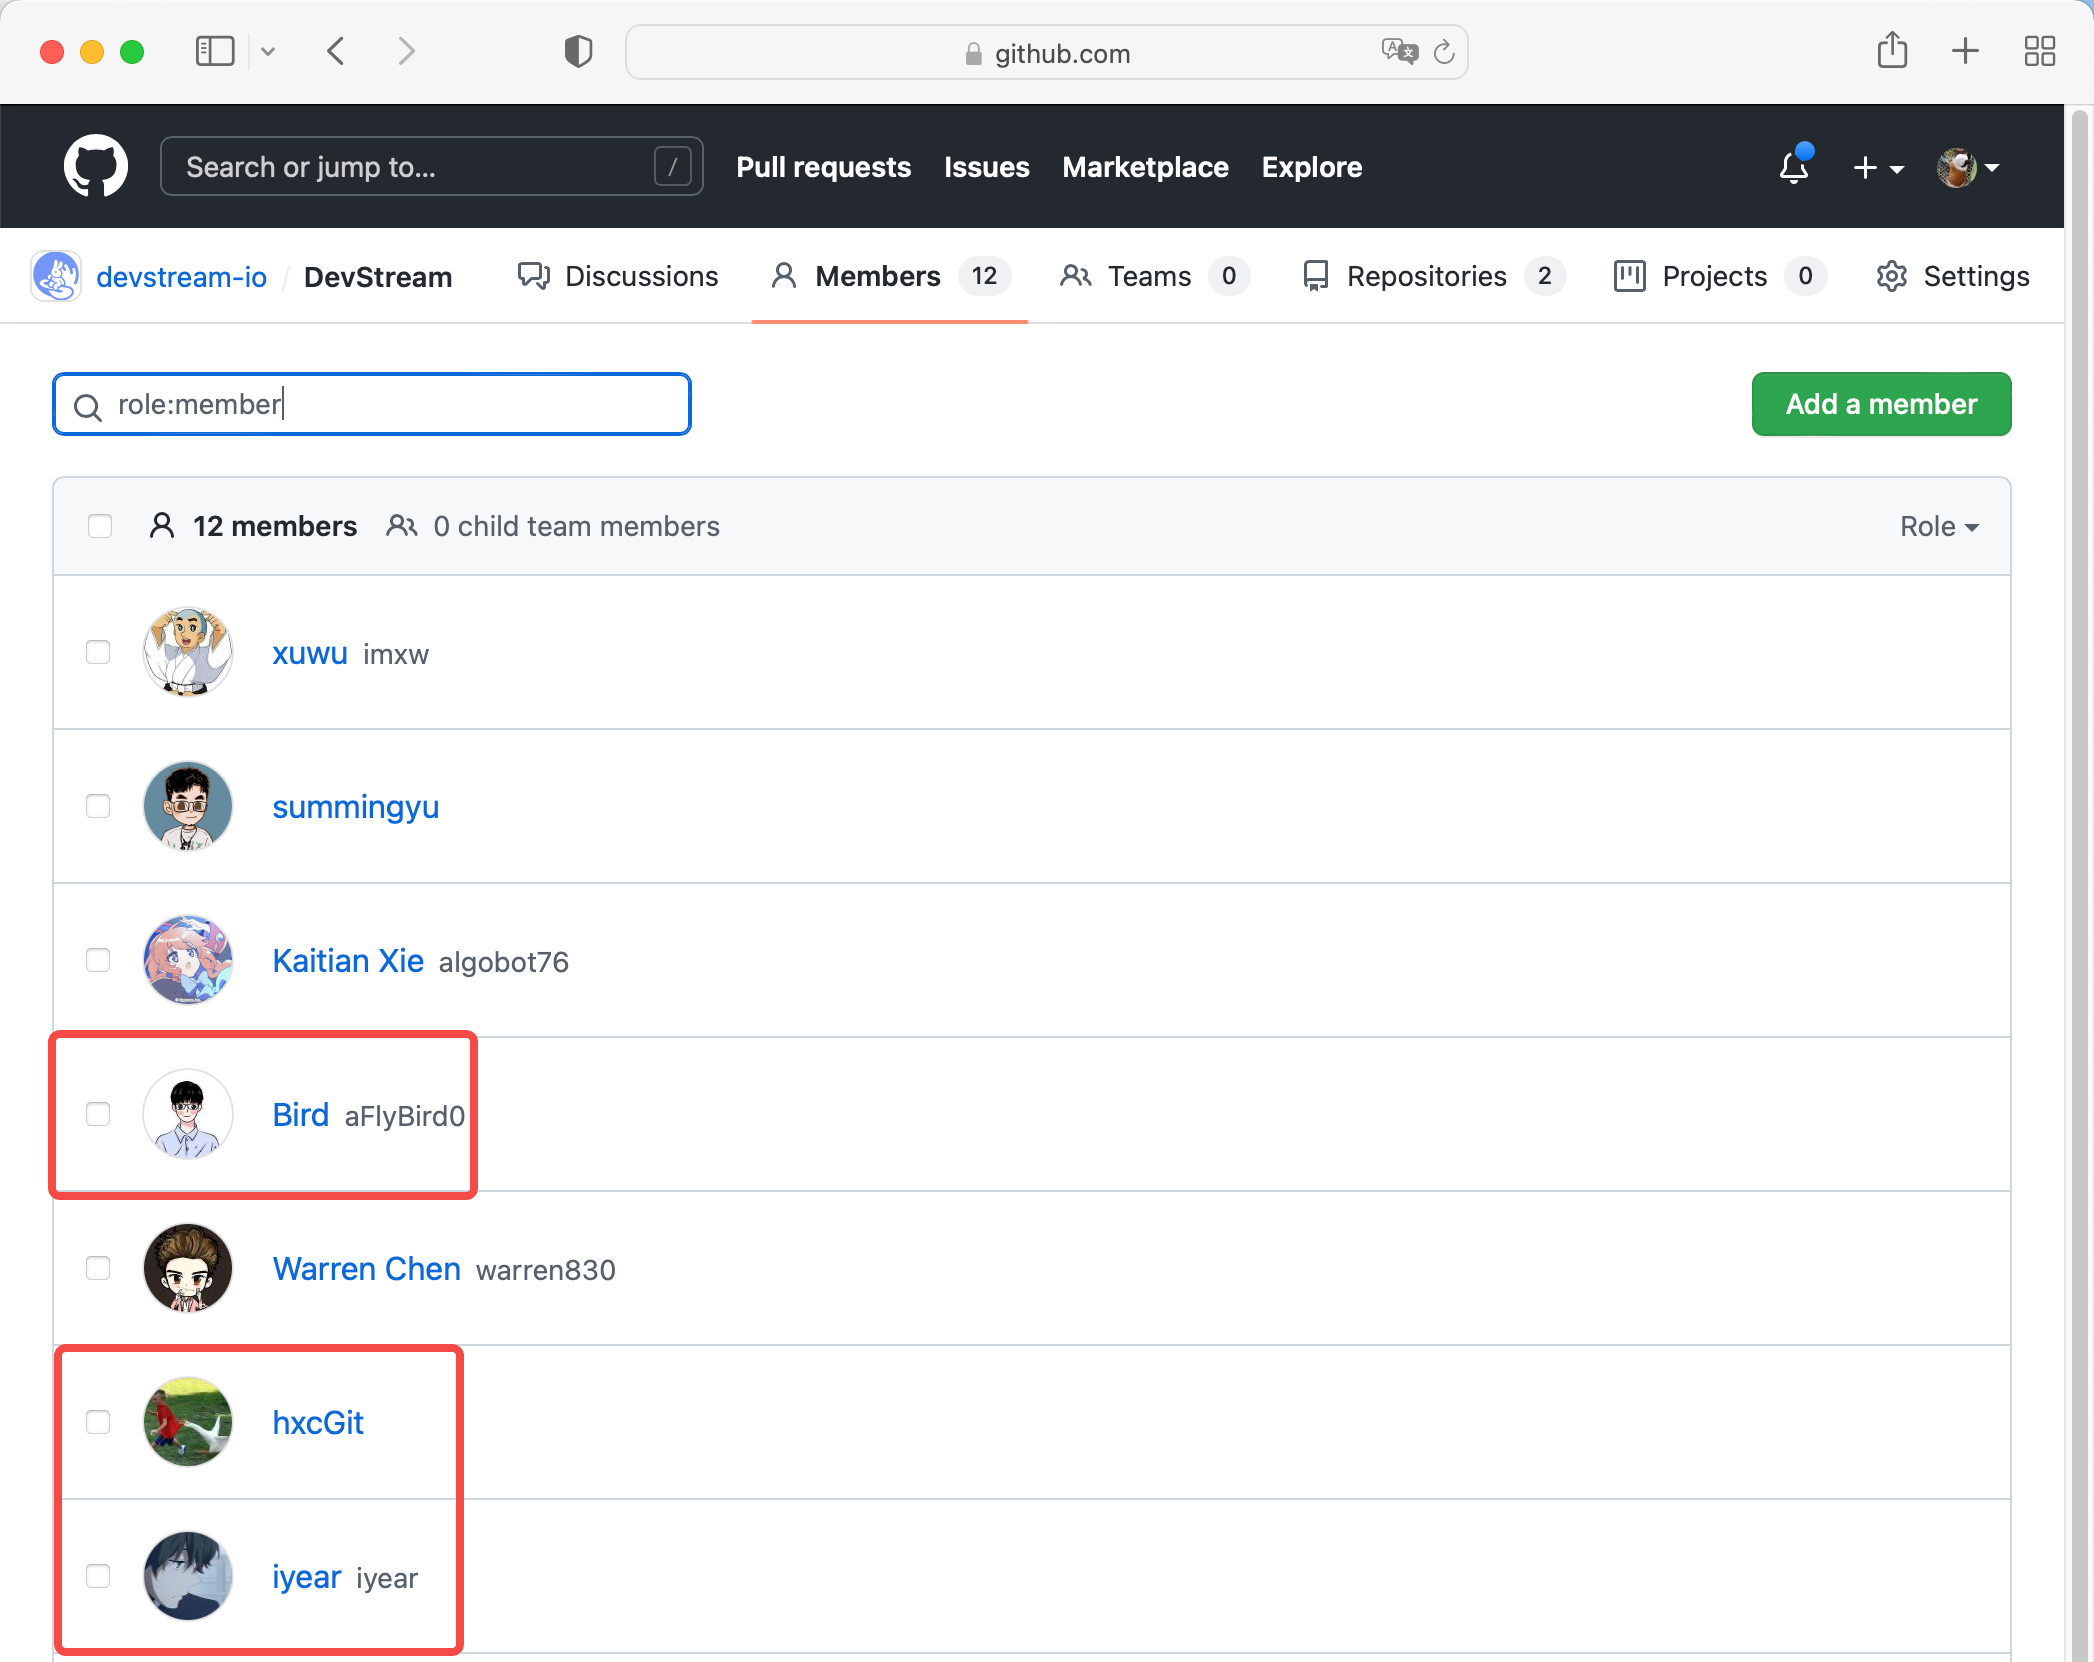 github.com
Search or jump to... / Pull requests Issues Marketplace Explore
devstream-io / DevStream Discussions Members 12 Teams 0 Repositories 2 Projects 0 Settings
role:member Add a member
12 members 0 child team members Role
xuwu imxw
summingyu
Kaitian Xie algobot76
Bird aFlyBird0
Warren Chen warren830
hxcGit
iyear iyear